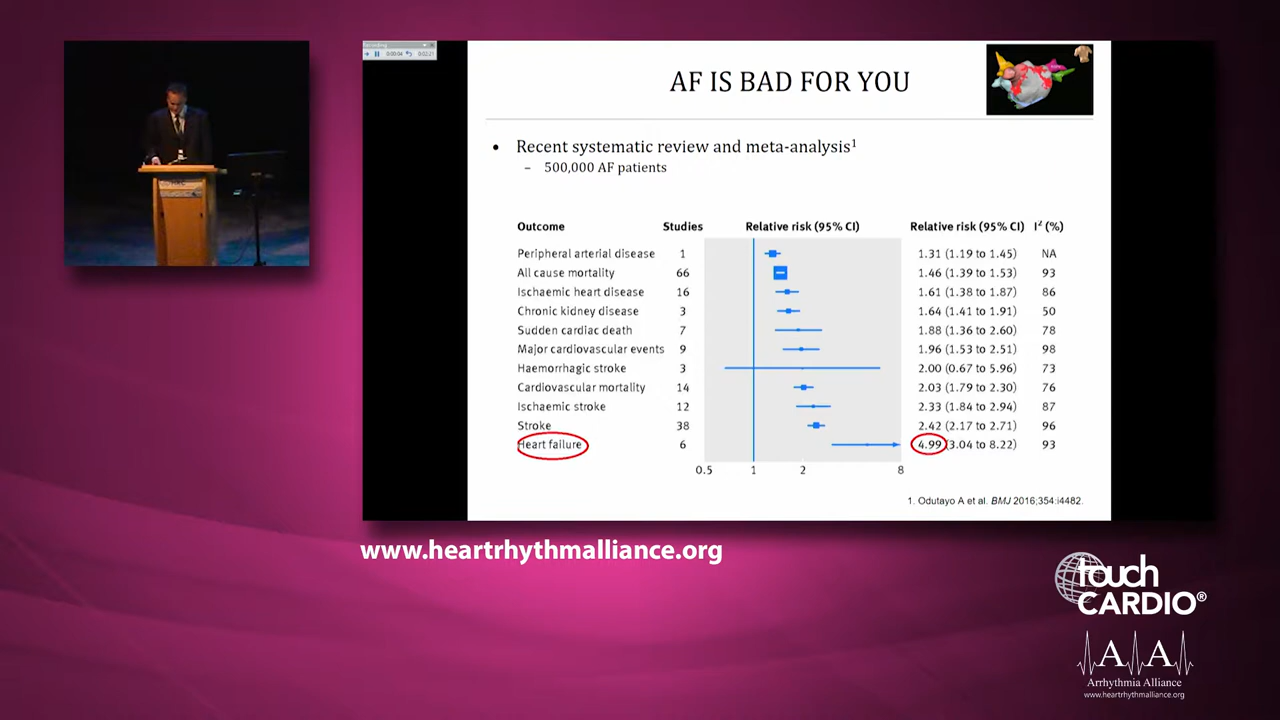 AF IS BAD FOR YOU
• Recent systematic review and meta-analysis¹
– 500,000 AF patients
Outcome Studies Relative risk (95% CI) Relative risk (95% CI) I² (%)
Peripheral arterial disease 1 1.31 (1.19 to 1.45) NA
All cause mortality 66 1.46 (1.39 to 1.53) 93
Ischaemic heart disease 16 1.61 (1.38 to 1.87) 86
Chronic kidney disease 3 1.64 (1.41 to 1.91) 50
Sudden cardiac death 7 1.88 (1.36 to 2.60) 78
Major cardiovascular events 9 1.96 (1.53 to 2.51) 98
Haemorrhagic stroke 3 2.00 (0.67 to 5.96) 73
Cardiovascular mortality 14 2.03 (1.79 to 2.30) 76
Ischaemic stroke 12 2.33 (1.84 to 2.94) 87
Stroke 38 2.42 (2.17 to 2.71) 96
Heart failure 6 4.99 (3.04 to 8.22) 93
0.5 1 2 8
1. Odutayo A et al. BMJ 2016;354:i4482.
www.heartrhythmalliance.org
touch
CARDIO®
A A
Arrhythmia Alliance
www.heartrhythmalliance.org